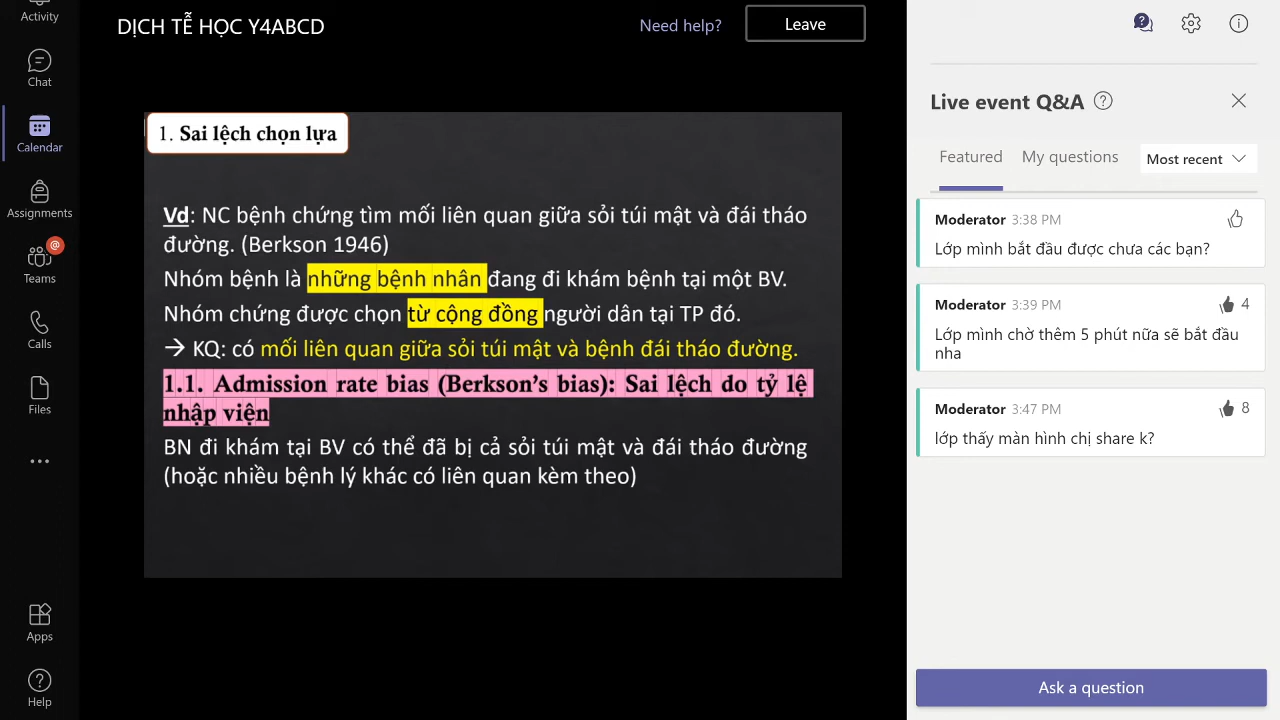 Activity
Chat
Calendar
Assignments
@
Teams
Calls
Files
Apps
Help
DỊCH TỄ HỌC Y4ABCD
Need help?
Leave
1. Sai lệch chọn lựa
Vd: NC bệnh chứng tìm mối liên quan giữa sỏi túi mật và đái tháo
đường. (Berkson 1946)
Nhóm bệnh là những bệnh nhân đang đi khám bệnh tại một BV.
Nhóm chứng được chọn từ cộng đồng người dân tại TP đó.
→ KQ: có mối liên quan giữa sỏi túi mật và bệnh đái tháo đường.
1.1. Admission rate bias (Berkson's bias): Sai lệch do tỷ lệ
nhập viện
BN đi khám tại BV có thể đã bị cả sỏi túi mật và đái tháo đường
(hoặc nhiều bệnh lý khác có liên quan kèm theo)
Live event Q&A
Featured
My questions
Most recent
Moderator 3:38 PM
Lớp mình bắt đầu được chưa các bạn?
Moderator 3:39 PM
4
Lớp mình chờ thêm 5 phút nữa sẽ bắt đầu
nha
Moderator 3:47 PM
8
lớp thấy màn hình chị share k?
Ask a question